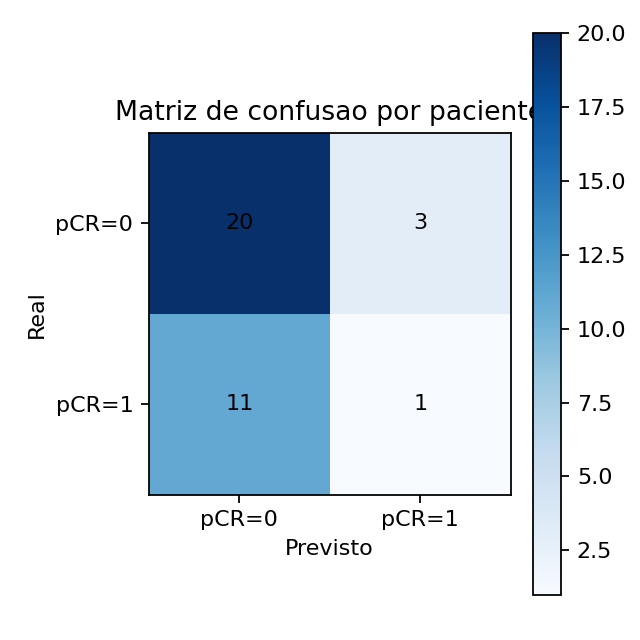 Matriz de confusao por paciente
20.0
17.5
15.0
12.5
10.0
7.5
5.0
2.5
Real
pCR=0
20
3
pCR=1
11
1
pCR=0
pCR=1
Previsto